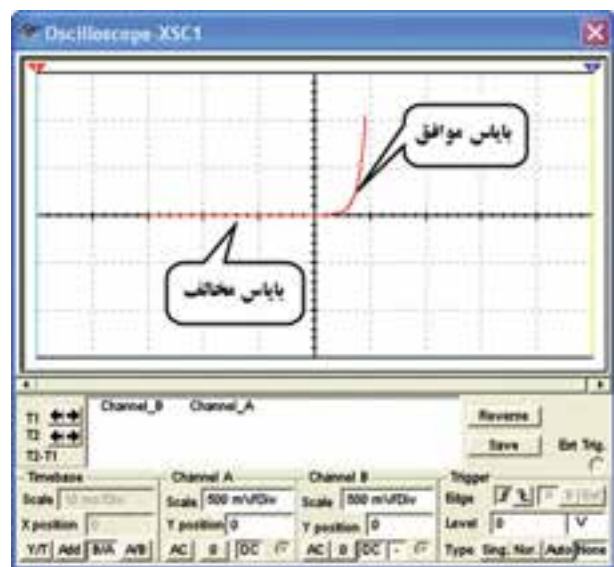 Oscilloscope-XSC1
بایاس موافق
بایاس مخالف
Channel_B Channel_A
T1
T2
T2-T1
Reverse
Save
Ext Trig.
Timebase
Channel A
Channel B
Trigger
Scale
Scale 500 mV/Div
Scale 500 mV/Div
Edge
X position 0
Y position 0
Y position 0
Level 0 V
Y/T Add B/A A/B
AC 0 DC
AC 0 DC -
Type Sing. Nor. Auto None